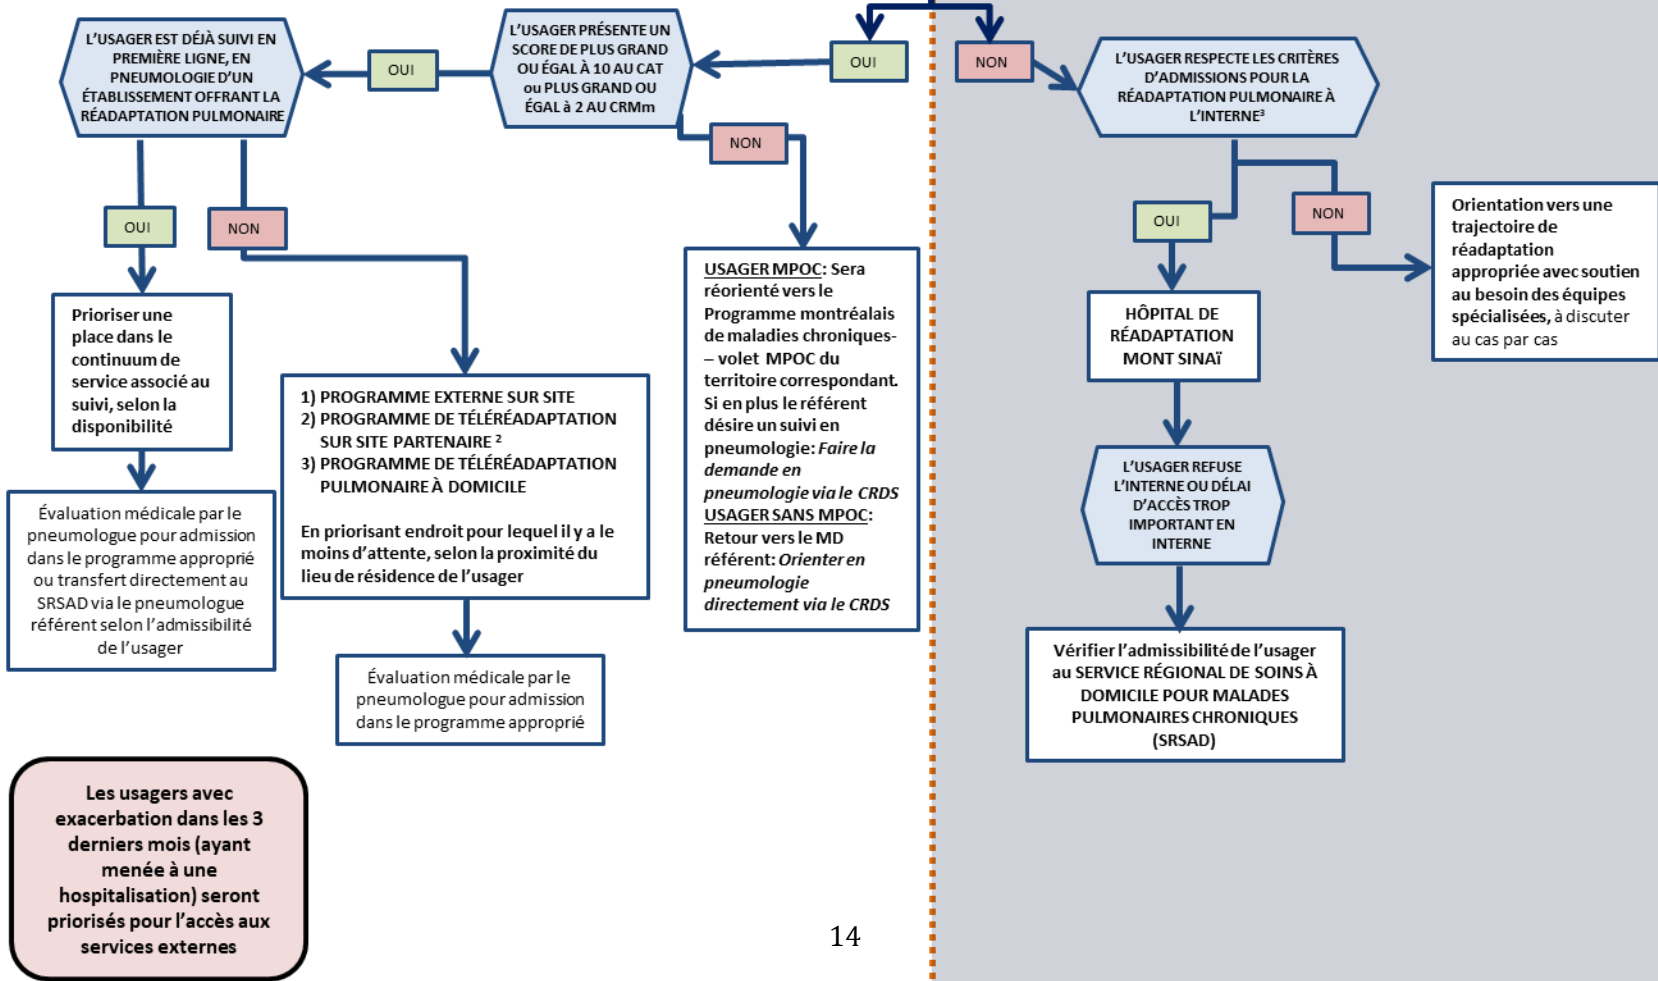 L'USAGER EST DÉJÀ SUIVI EN
PREMIÈRE LIGNE, EN
PNEUMOLOGIE D'UN
ÉTABLISSEMENT OFFRANT LA
RÉADAPTATION PULMONAIRE
OUI
L'USAGER PRÉSENTE UN
SCORE DE PLUS GRAND
OU ÉGAL À 10 AU CAT
ou PLUS GRAND OU
ÉGAL à 2 AU CRMm
OUI
NON
L'USAGER RESPECTE LES CRITÈRES
D'ADMISSIONS POUR LA
RÉADAPTATION PULMONAIRE À
L'INTERNE³
NON
OUI
NON
OUI
NON
Prioriser une
place dans le
continuum de
service associé au
suivi, selon la
disponibilité
Évaluation médicale par le
pneumologue pour admission
dans le programme approprié
ou transfert directement au
SRSAD via le pneumologue
référent selon l'admissibilité
de l'usager
1) PROGRAMME EXTERNE SUR SITE
2) PROGRAMME DE TÉLÉRÉADAPTATION
SUR SITE PARTENAIRE ²
3) PROGRAMME DE TÉLÉRÉADAPTATION
PULMONAIRE À DOMICILE
En priorisant endroit pour lequel il y a le
moins d'attente, selon la proximité du
lieu de résidence de l'usager
Évaluation médicale par le
pneumologue pour admission
dans le programme approprié
USAGER MPOC: Sera
réorienté vers le
Programme montréalais
de maladies chroniques-
– volet MPOC du
territoire correspondant.
Si en plus le référent
désire un suivi en
pneumologie: Faire la
demande en
pneumologie via le CRDS
USAGER SANS MPOC:
Retour vers le MD
référent: Orienter en
pneumologie
directement via le CRDS
HÔPITAL DE
RÉADAPTATION
MONT SINAï
Orientation vers une
trajectoire de
réadaptation
appropriée avec soutien
au besoin des équipes
spécialisées, à discuter
au cas par cas
L'USAGER REFUSE
L'INTERNE OU DÉLAI
D'ACCÈS TROP
IMPORTANT EN
INTERNE
Vérifier l'admissibilité de l'usager
au SERVICE RÉGIONAL DE SOINS À
DOMICILE POUR MALADES
PULMONAIRES CHRONIQUES
(SRSAD)
Les usagers avec
exacerbation dans les 3
derniers mois (ayant
menée à une
hospitalisation) seront
priorisés pour l'accès aux
services externes
14